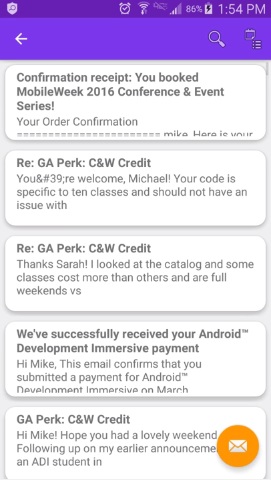 86% 1:54 PM
Confirmation receipt: You booked
MobileWeek 2016 Conference & Event
Series!
Your Order Confirmation
======================= mike, Here is your
Re: GA Perk: C&W Credit
You&#39;re welcome, Michael! Your code is
specific to ten classes and should not have an
issue with
Re: GA Perk: C&W Credit
Thanks Sarah! I looked at the catalog and some
classes cost more than others and are full
weekends vs
We've successfully received your Android™
Development Immersive payment
Hi Mike, This email confirms that you
submitted a payment for Android™
Development Immersive on March
GA Perk: C&W Credit
Hi Mike! Hope you had a lovely weekend
Following up on my earlier announceme
an ADI student in